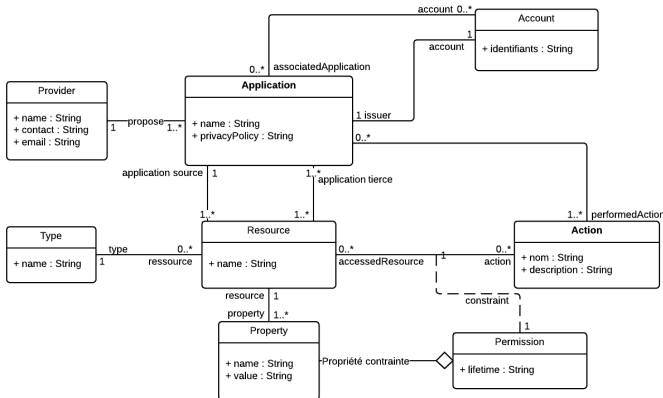 account 0..*
Account
1
account
+ identifiants : String
0..*
associatedApplication
Provider
Application
+ name : String
+ contact : String
+ email : String
1
propose
1..*
+ name : String
+ privacyPolicy : String
1 issuer
0..*
application source
1
1..*
application tierce
1..*
1..*
1..*
performedAction
Type
+ name : String
type
1
0..*
ressource
Resource
+ name : String
0..*
accessedResource
1
0..*
action
Action
+ nom : String
+ description : String
resource
1
property
1..*
constraint
1
Property
+ name : String
+ value : String
Propriété contrainte
Permission
+ lifetime : String